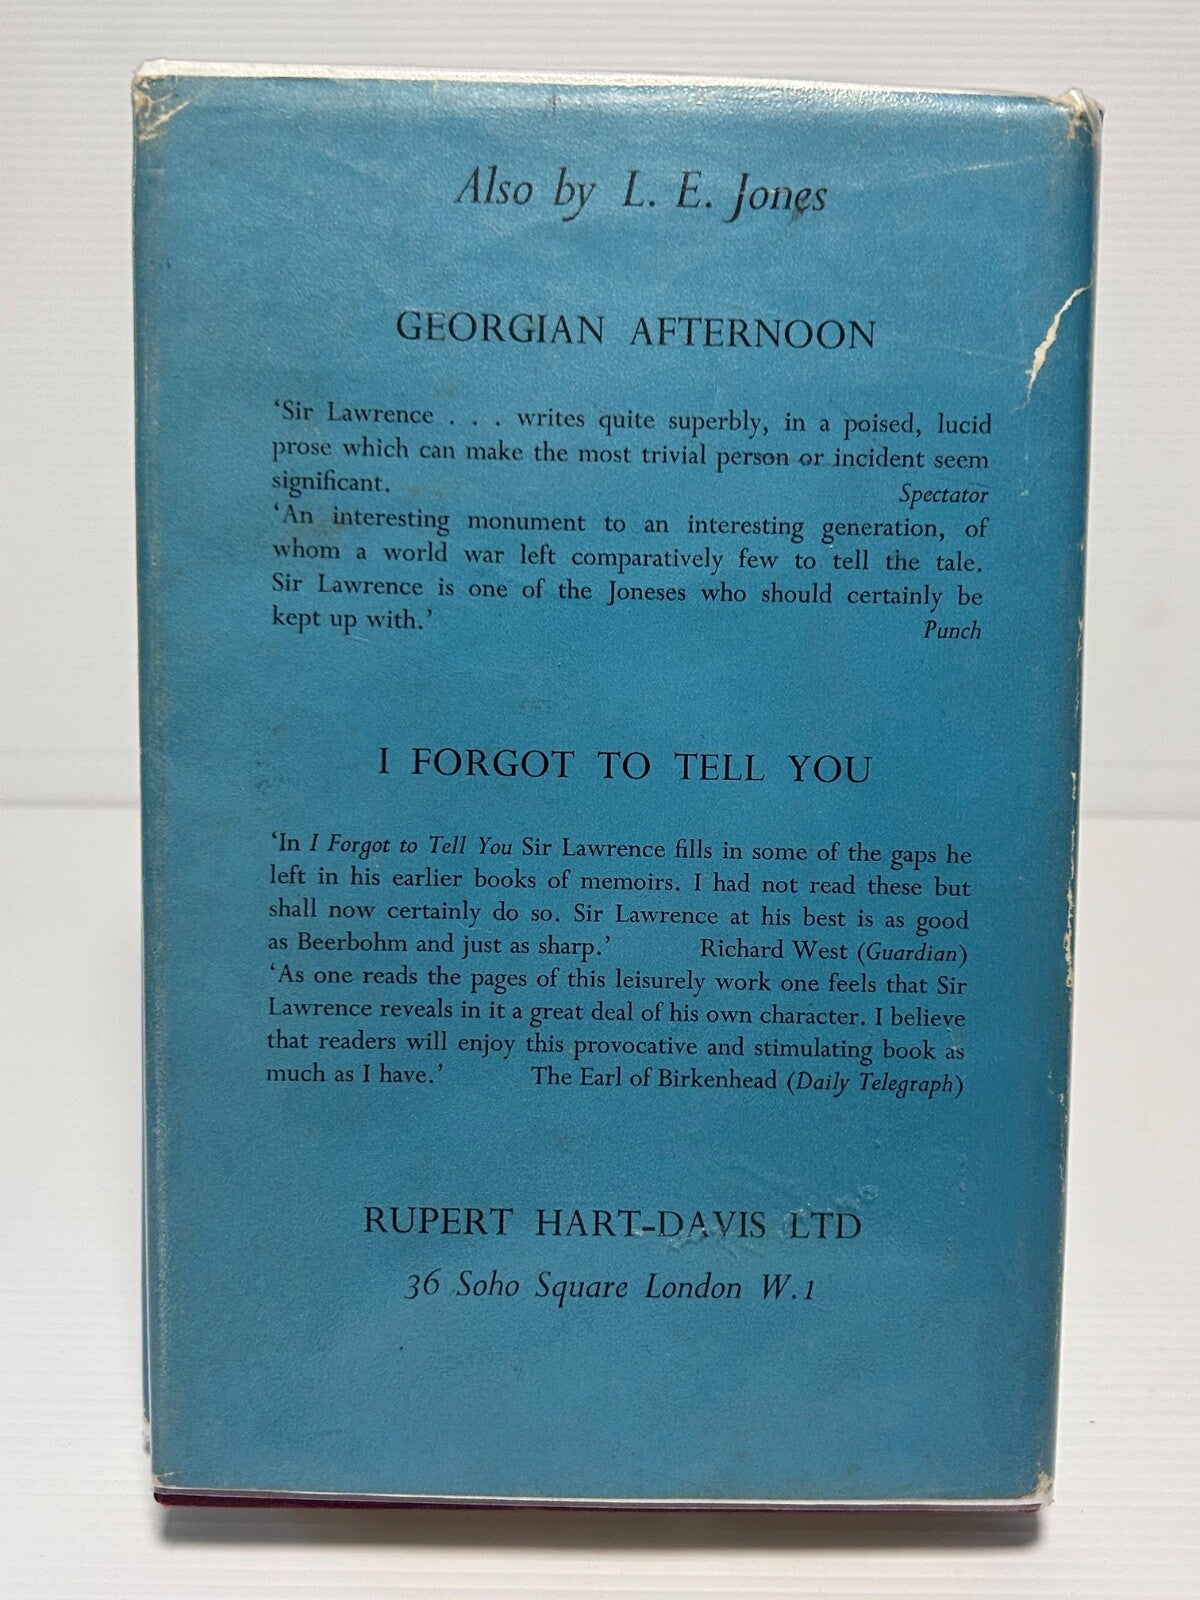 Also by L. E. Jones
GEORGIAN AFTERNOON
‘Sir Lawrence . . . writes quite superbly, in a poised, lucid
prose which can make the most trivial person or incident seem
significant. Spectator
‘An interesting monument to an interesting generation, of
whom a world war left comparatively few to tell the tale.
Sir Lawrence is one of the Joneses who should certainly be
kept up with.’ Punch
I FORGOT TO TELL YOU
‘In I Forgot to Tell You Sir Lawrence fills in some of the gaps he
left in his earlier books of memoirs. I had not read these but
shall now certainly do so. Sir Lawrence at his best is as good
as Beerbohm and just as sharp.’ Richard West (Guardian)
‘As one reads the pages of this leisurely work one feels that Sir
Lawrence reveals in it a great deal of his own character. I believe
that readers will enjoy this provocative and stimulating book as
much as I have.’ The Earl of Birkenhead (Daily Telegraph)
RUPERT HART-DAVIS LTD
36 Soho Square London W.1